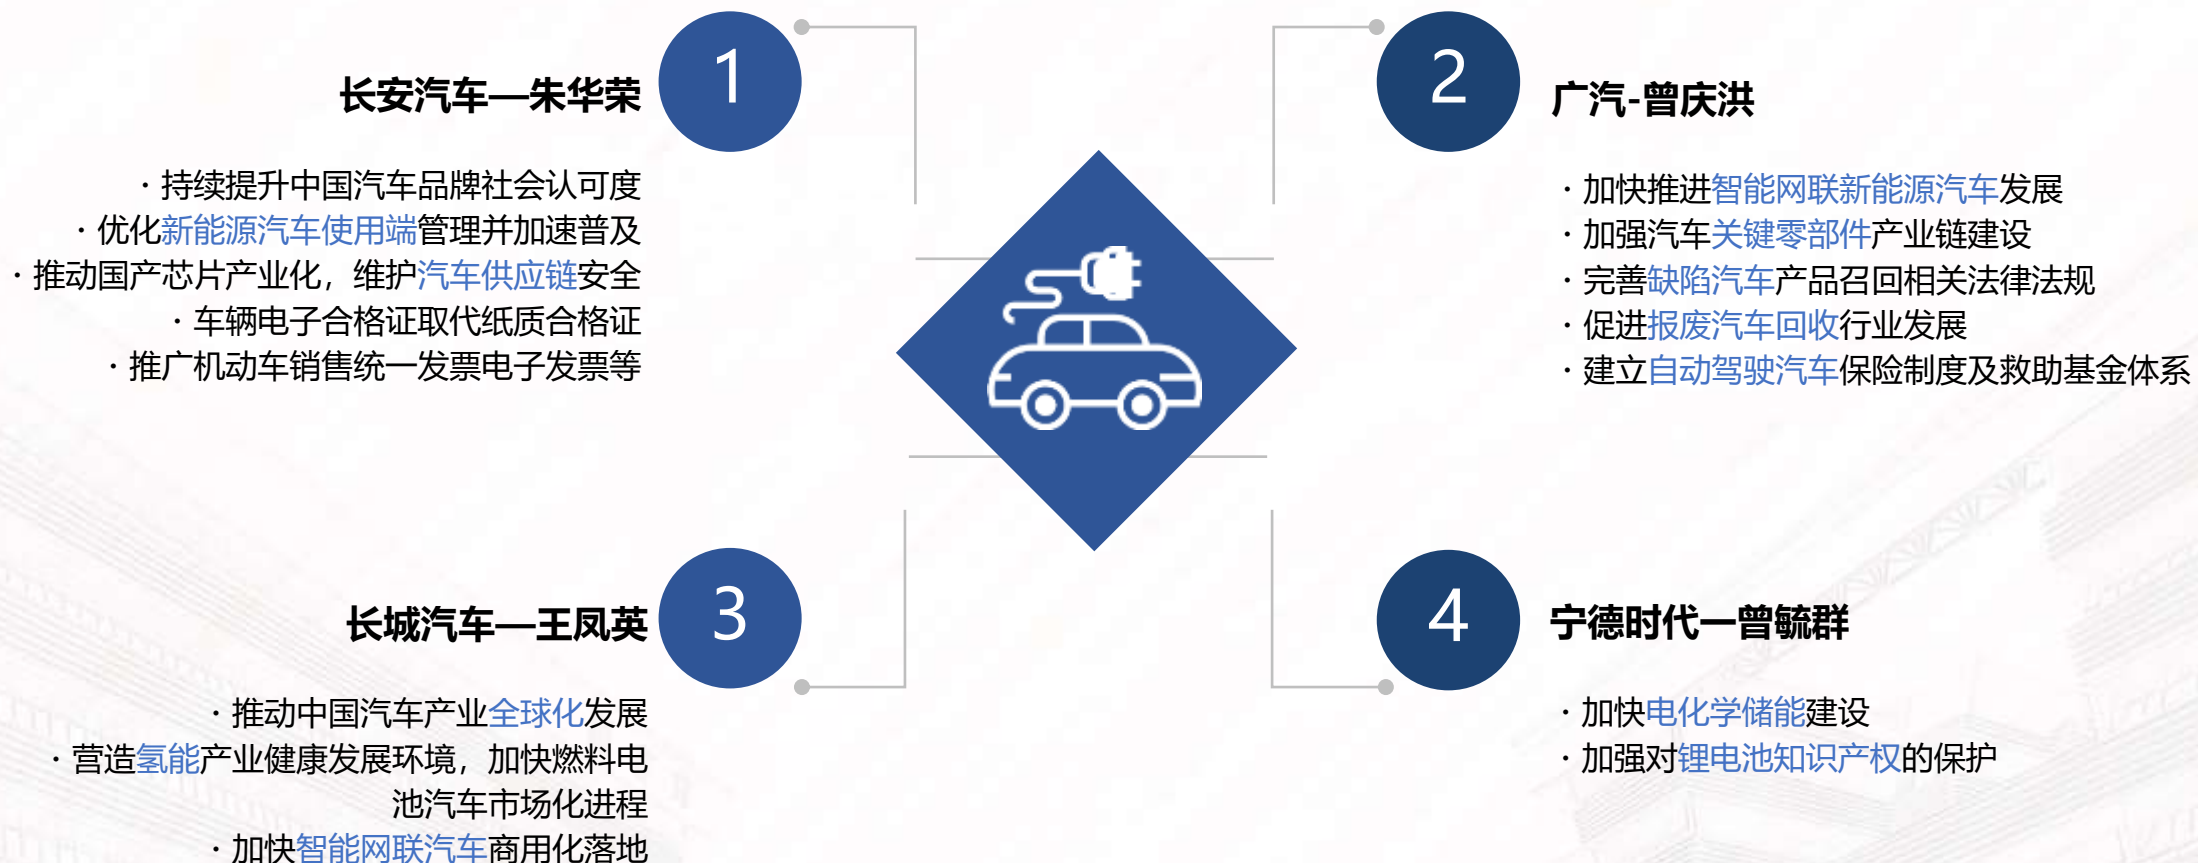 1
长安汽车—朱华荣
· 持续提升中国汽车品牌社会认可度
· 优化新能源汽车使用端管理并加速普及
· 推动国产芯片产业化，维护汽车供应链安全
· 车辆电子合格证取代纸质合格证
· 推广机动车销售统一发票电子发票等
2
广汽-曾庆洪
· 加快推进智能网联新能源汽车发展
· 加强汽车关键零部件产业链建设
· 完善缺陷汽车产品召回相关法律法规
· 促进报废汽车回收行业发展
· 建立自动驾驶汽车保险制度及救助基金体系
3
长城汽车—王凤英
· 推动中国汽车产业全球化发展
· 营造氢能产业健康发展环境，加快燃料电
池汽车市场化进程
· 加快智能网联汽车商用化落地
4
宁德时代一曾毓群
· 加快电化学储能建设
· 加强对锂电池知识产权的保护